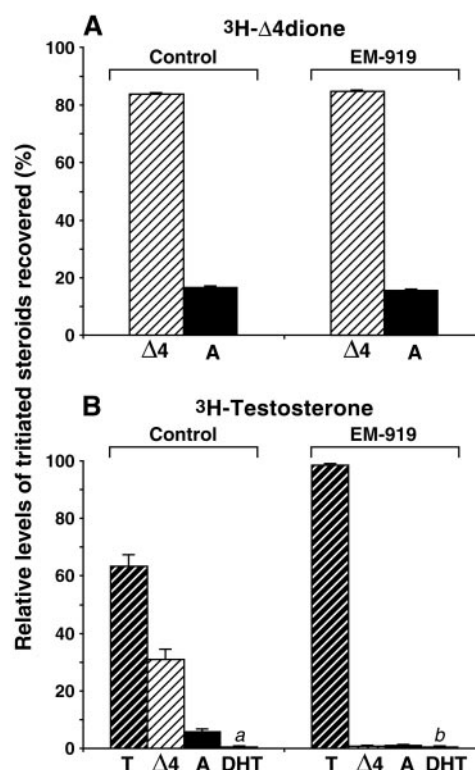 A
³H-Δ4dione
Control
EM-919
Relative levels of tritiated steroids recovered (%)
100
80
60
40
20
0
Δ4 A Δ4 A
B
³H-Testosterone
Control
EM-919
100
80
60
40
20
0
a
b
T Δ4 A DHT T Δ4 A DHT